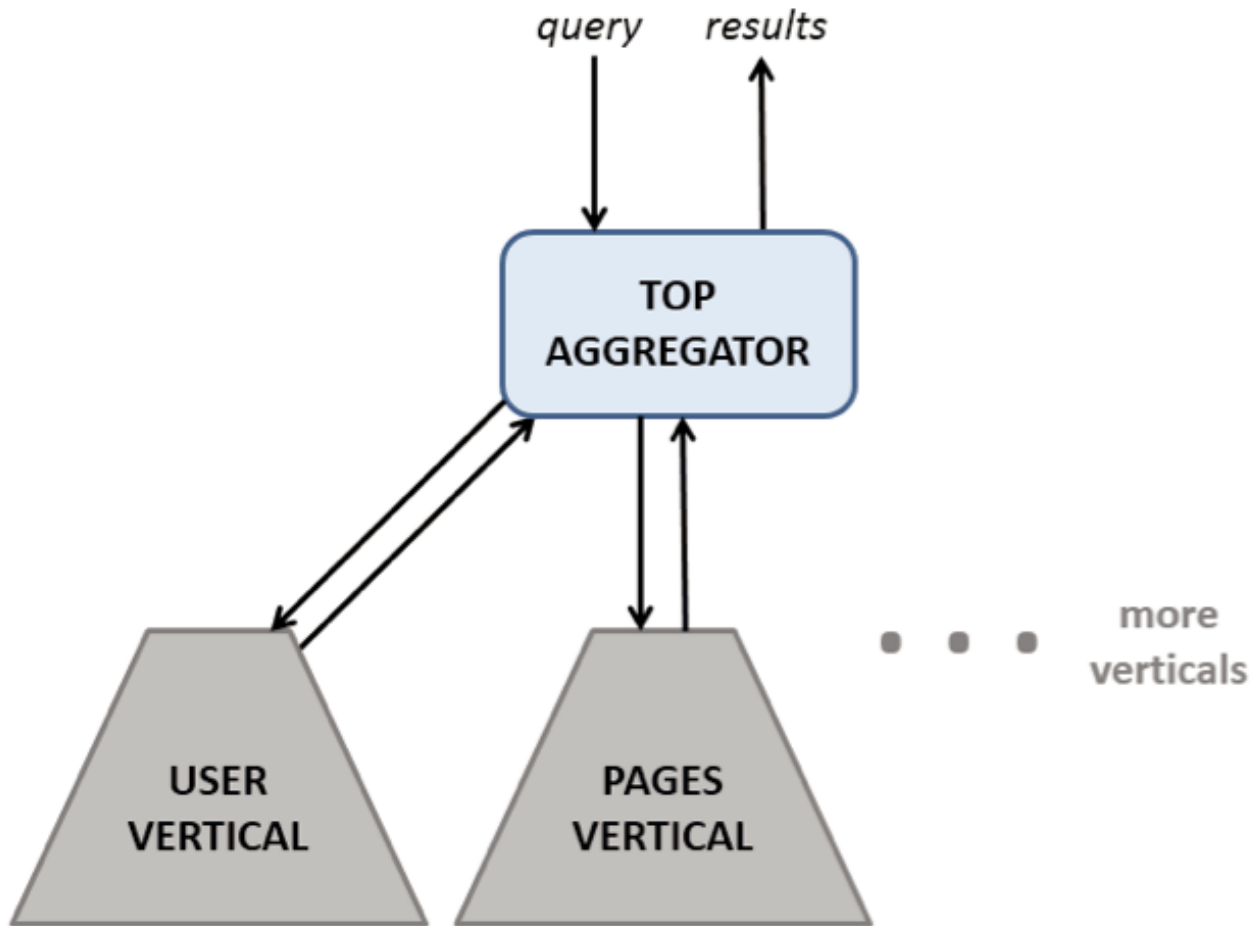 query results
TOP
AGGREGATOR
more
verticals
USER
VERTICAL
PAGES
VERTICAL